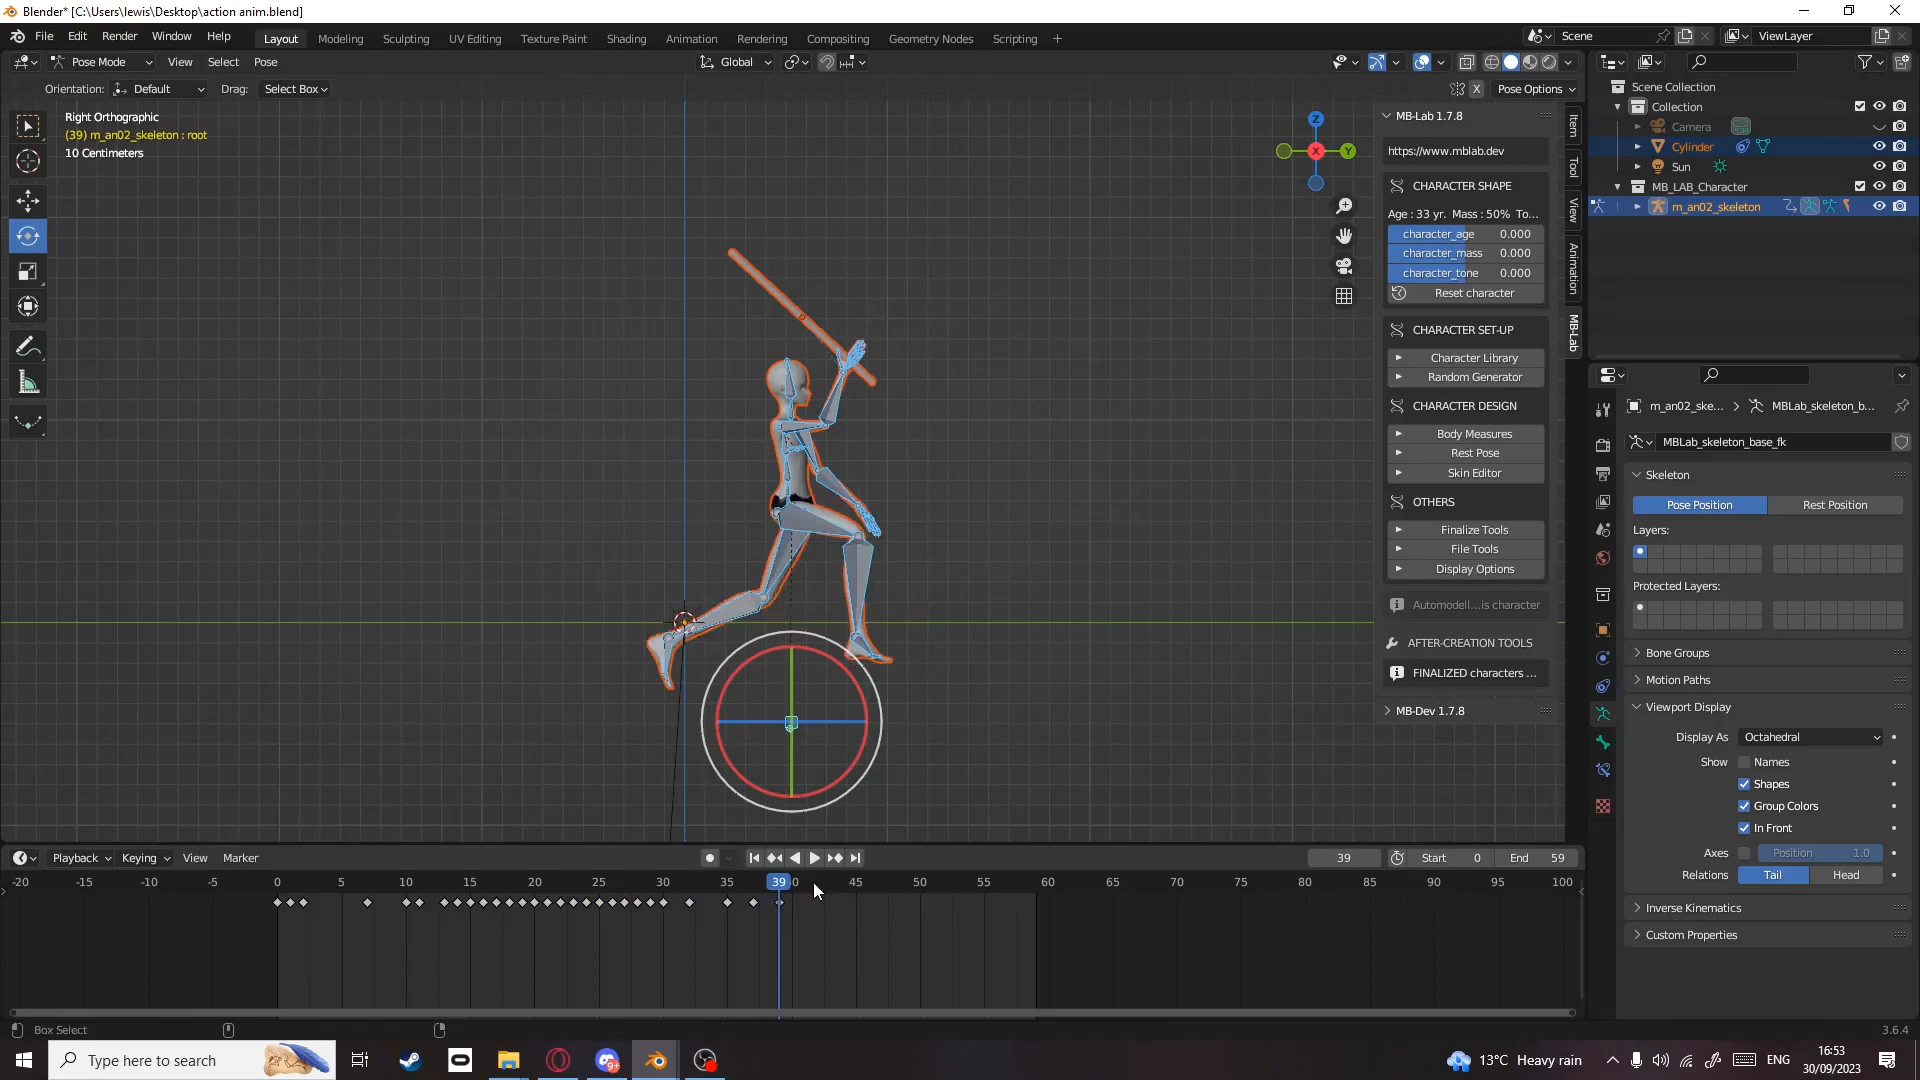 Blender* [C:\Users\lewis\Desktop\action anim.blend]
File Edit Render Window Help Layout Modeling Sculpting UV Editing Texture Paint Shading Animation Rendering Compositing Geometry Nodes Scripting + Scene ViewLayer
Pose Mode View Select Pose Global
Orientation: Default Drag: Select Box X Pose Options
Right Orthographic
(39) m_an02_skeleton : root
10 Centimeters
Z
X
Y
MB-Lab 1.7.8
https://www.mblab.dev
CHARACTER SHAPE
Age : 33 yr. Mass : 50% To...
character_age 0.000
character_mass 0.000
character_tone 0.000
Reset character
CHARACTER SET-UP
Character Library
Random Generator
CHARACTER DESIGN
Body Measures
Rest Pose
Skin Editor
OTHERS
Finalize Tools
File Tools
Display Options
Automodell...is character
AFTER-CREATION TOOLS
FINALIZED characters ...
MB-Dev 1.7.8
Item
Tool
View
Animation
MB-Lab
Scene Collection
Collection
Camera
Cylinder
Sun
MB_LAB_Character
m_an02_skeleton
m_an02_ske... MBLab_skeleton_b...
MBLab_skeleton_base_fk
Skeleton
Pose Position Rest Position
Layers:
Protected Layers:
Bone Groups
Motion Paths
Viewport Display
Display As Octahedral
Show Names
Shapes
Group Colors
In Front
Axes Position 1.0
Relations Tail Head
Inverse Kinematics
Custom Properties
Playback Keying View Marker 39 Start 0 End 59
-20 -15 -10 -5 0 5 10 15 20 25 30 35 39 0 45 50 55 60 65 70 75 80 85 90 95 100
Box Select 3.6.4
Type here to search 9+ 13°C Heavy rain ENG 16:53
30/09/2023